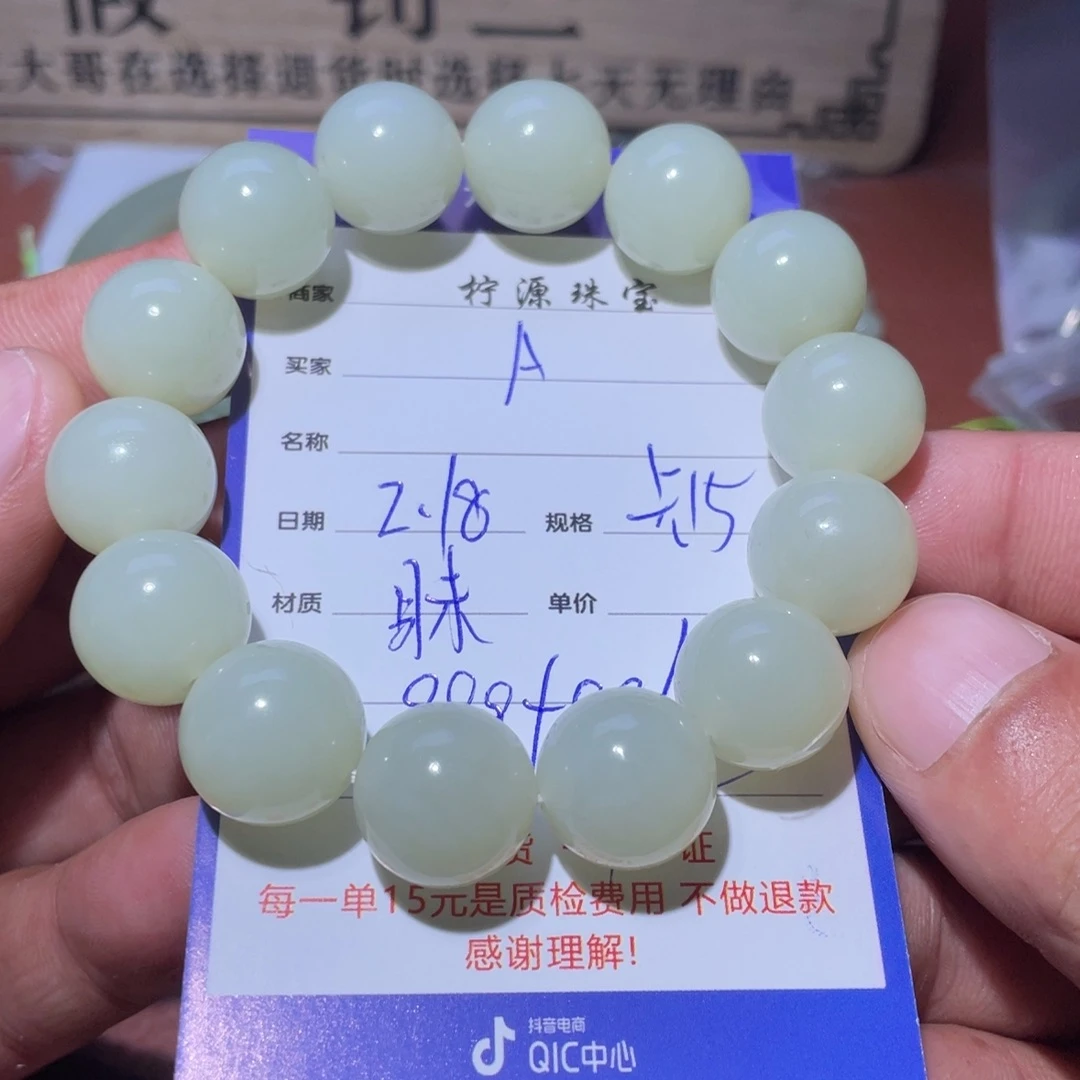 大哥在选择退货时选择七天无理由
商家 柠源珠宝
买家 A
名称
日期 2.18 规格
材质 单价
证
每一单15元是质检费用 不做退款
感谢理解!
抖音电商
QIC中心